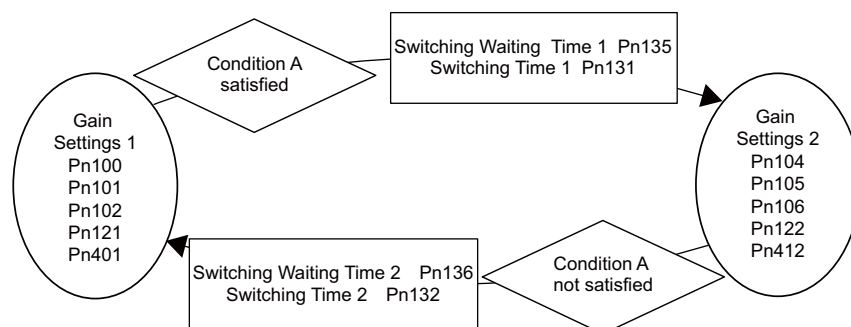 Condition A
satisfied
Switching Waiting Time 1 Pn135
Switching Time 1 Pn131
Gain
Settings 1
Pn100
Pn101
Pn102
Pn121
Pn401
Gain
Settings 2
Pn104
Pn105
Pn106
Pn122
Pn412
Switching Waiting Time 2 Pn136
Switching Time 2 Pn132
Condition A
not satisfied